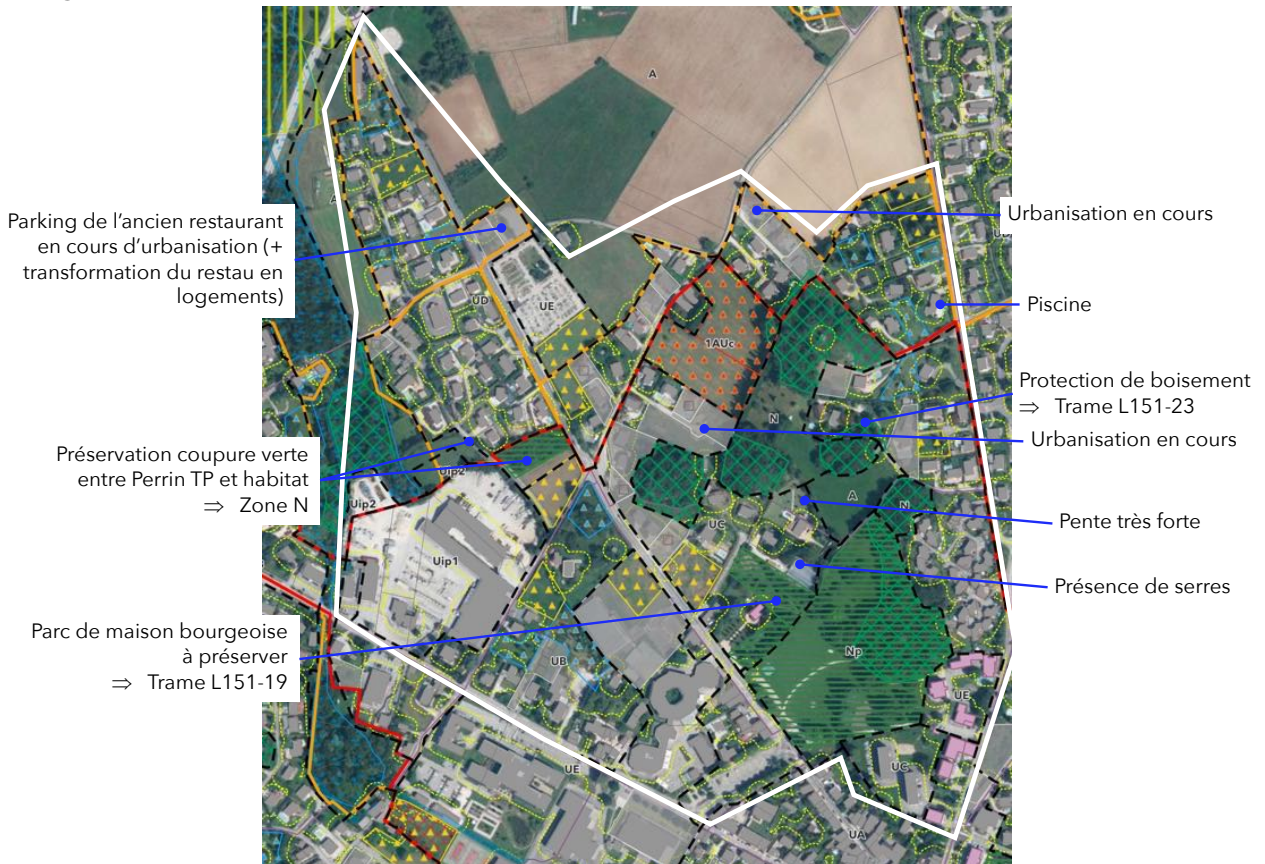 Parking de l'ancien restaurant
en cours d'urbanisation (+
transformation du restau en
logements)
Préservation coupure verte
entre Perrin TP et habitat
⇒ Zone N
Parc de maison bourgeoise
à préserver
⇒ Trame L151-19
A
A
UD
UE
1AUc
N
Uip2
Uip2
Uip1
UC
A
N
Np
UB
UE
UE
UC
UA
Urbanisation en cours
Piscine
Protection de boisement
⇒ Trame L151-23
Urbanisation en cours
Pente très forte
Présence de serres